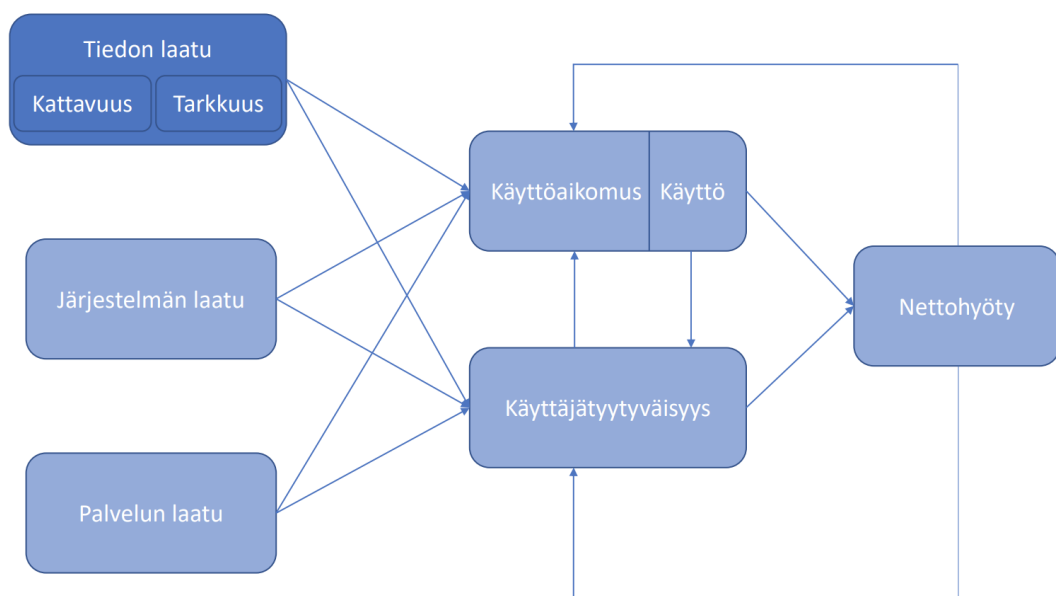 Tiedon laatu
Kattavuus
Tarkkuus
Käyttöaikomus
Käyttö
Järjestelmän laatu
Nettohyöty
Käyttäjätyytyväisyys
Palvelun laatu